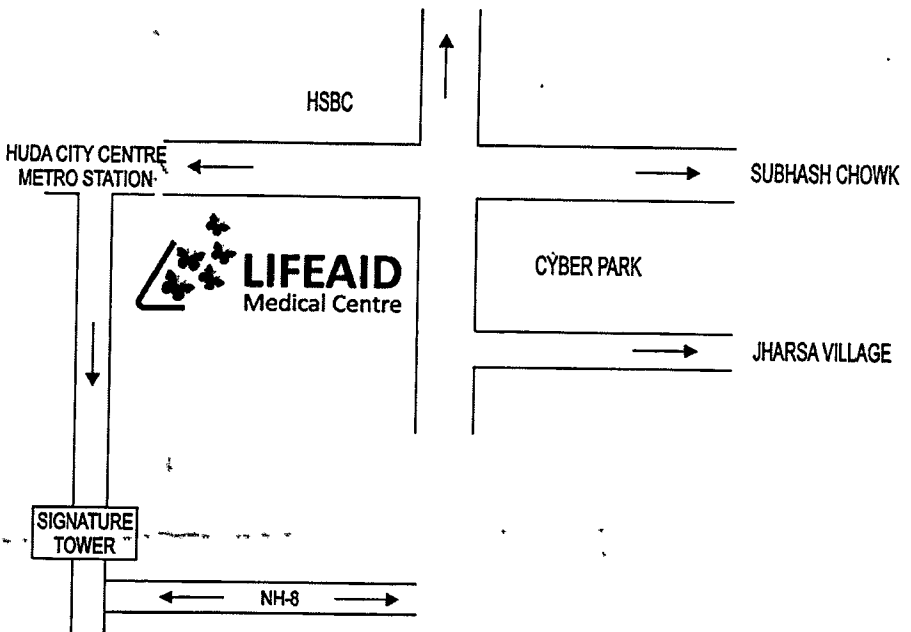 HSBC
HUDA CITY CENTRE
METRO STATION
SUBHASH CHOWK
LIFEAID
Medical Centre
CYBER PARK
JHARSA VILLAGE
SIGNATURE
TOWER
NH-8